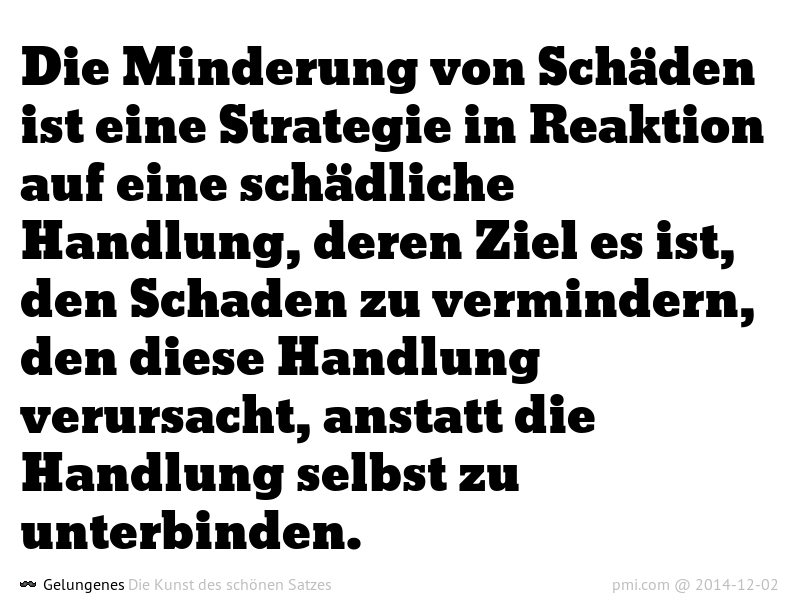 Die Minderung von Schäden
ist eine Strategie in Reaktion
auf eine schädliche
Handlung, deren Ziel es ist,
den Schaden zu vermindern,
den diese Handlung
verursacht, anstatt die
Handlung selbst zu
unterbinden.
Gelungenes Die Kunst des schönen Satzes
pmi.com @ 2014-12-02